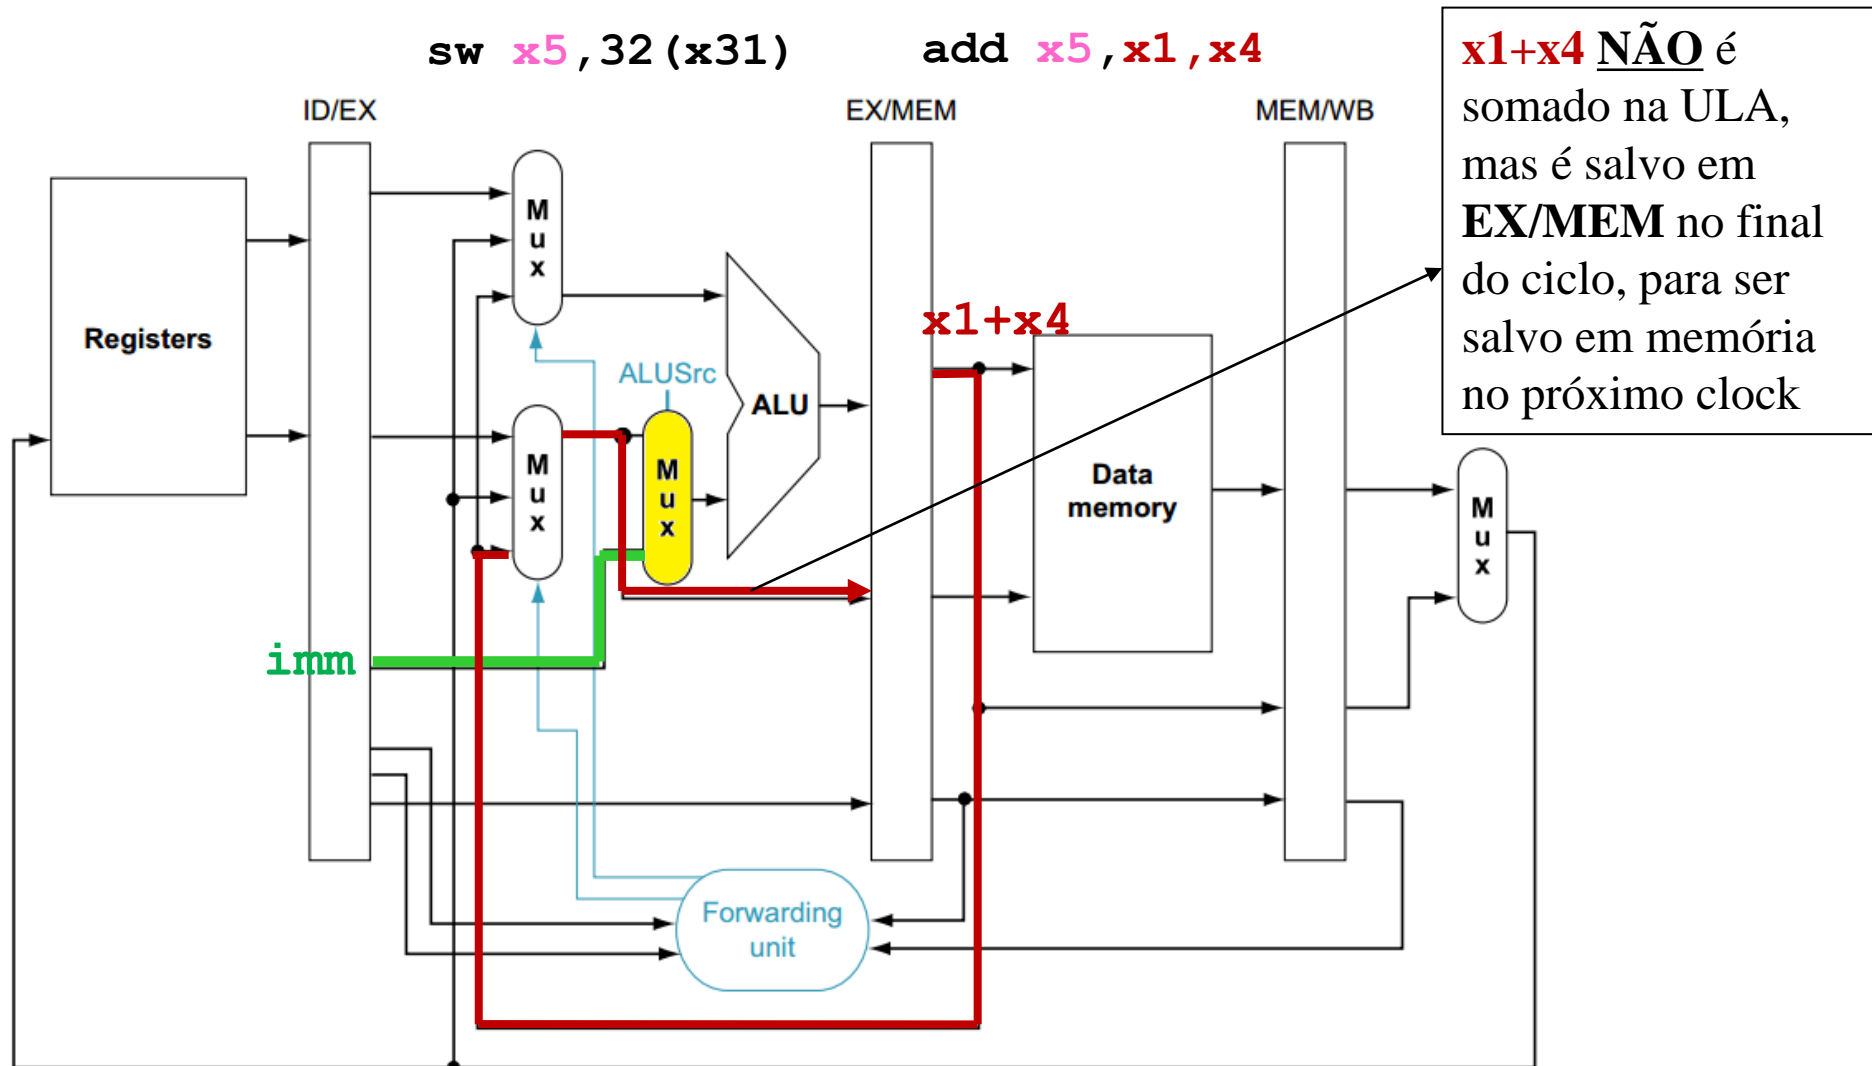 sw x5,32(x31)
add x5,x1,x4
x1+x4 NÃO é
somado na ULA,
mas é salvo em
EX/MEM no final
do ciclo, para ser
salvo em memória
no próximo clock
ID/EX
EX/MEM
MEM/WB
Registers
M
u
x
ALUSrc
M
u
x
M
u
x
ALU
x1+x4
Data
memory
M
u
x
imm
Forwarding
unit